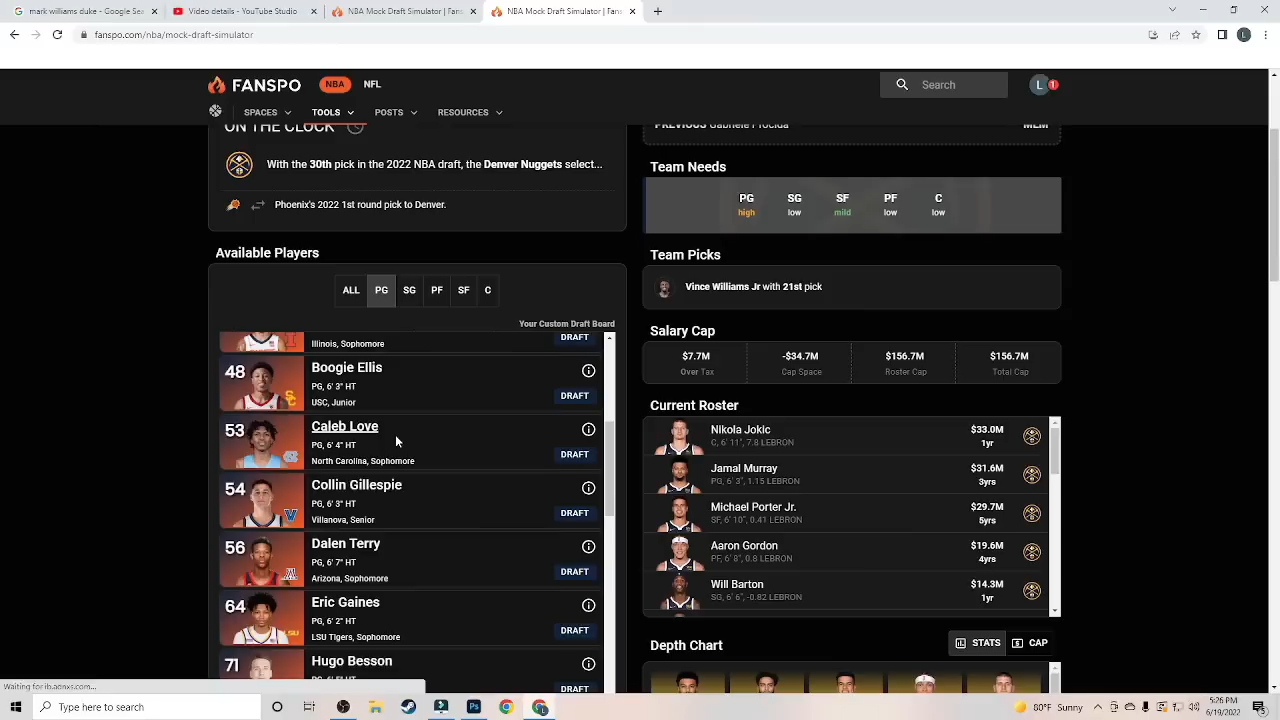 mark williams duke - Google Sea
Video details - YouTube Studio
NBA Mock Draft Simulator | Fans
NBA Mock Draft Simulator | Fans
fanspo.com/nba/mock-draft-simulator
L
FANSPO
NBA
NFL
Search
L
1
SPACES
TOOLS
POSTS
RESOURCES
ON THE CLOCK
With the 30th pick in the 2022 NBA draft, the Denver Nuggets select...
Phoenix's 2022 1st round pick to Denver.
Available Players
ALL
PG
SG
PF
SF
C
Your Custom Draft Board
Illinois, Sophomore
DRAFT
48
Boogie Ellis
PG, 6' 3" HT
USC, Junior
DRAFT
53
Caleb Love
PG, 6' 4" HT
North Carolina, Sophomore
DRAFT
54
Collin Gillespie
PG, 6' 3" HT
Villanova, Senior
DRAFT
56
Dalen Terry
PG, 6' 7" HT
Arizona, Sophomore
DRAFT
64
Eric Gaines
PG, 6' 2" HT
LSU TIgers, Sophomore
DRAFT
71
Hugo Besson
DRAFT
PREVIOUS Gabriele Procida
MEM
Team Needs
PG
SG
SF
PF
C
high
low
mild
low
low
Team Picks
Vince Williams Jr with 21st pick
Salary Cap
$7.7M
-$34.7M
$156.7M
$156.7M
Over Tax
Cap Space
Roster Cap
Total Cap
Current Roster
Nikola Jokic
C, 6' 11", 7.8 LEBRON
$33.0M
1yr
Jamal Murray
PG, 6' 3", 1.15 LEBRON
$31.6M
3yrs
Michael Porter Jr.
SF, 6' 10", 0.41 LEBRON
$29.7M
5yrs
Aaron Gordon
PF, 6' 8", 0.8 LEBRON
$19.6M
4yrs
Will Barton
SG, 6' 6", -0.82 LEBRON
$14.3M
1yr
Depth Chart
STATS
CAP
Waiting for ib.adnxs.com...
Type here to search
80°F Sunny
5:26 PM
6/19/2022